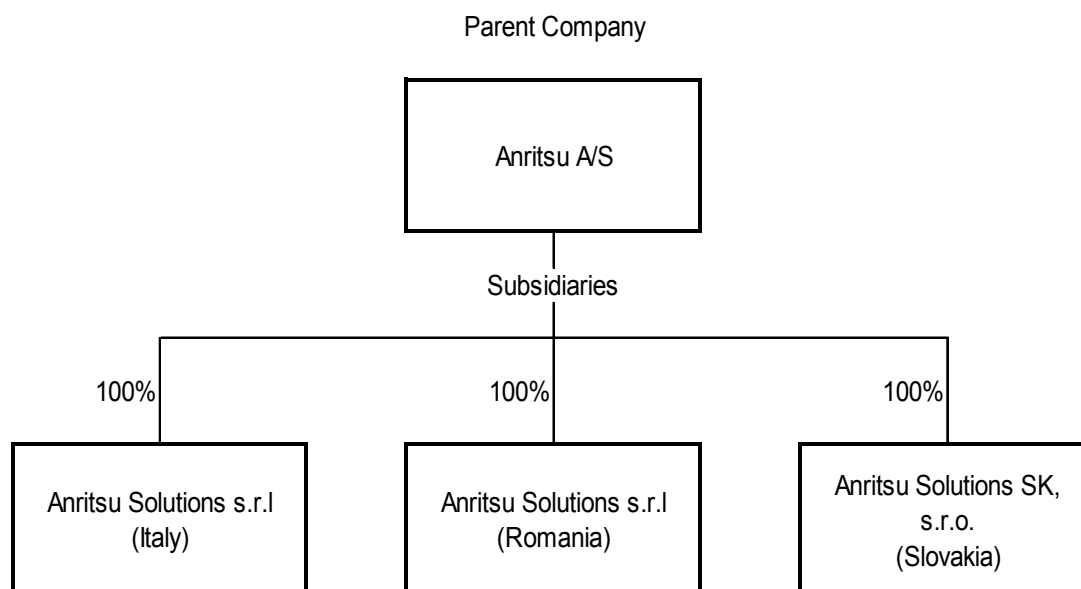 Parent Company
Anritsu A/S
Subsidiaries
100%
100%
100%
Anritsu Solutions s.r.l
(Italy)
Anritsu Solutions s.r.l
(Romania)
Anritsu Solutions SK,
s.r.o.
(Slovakia)